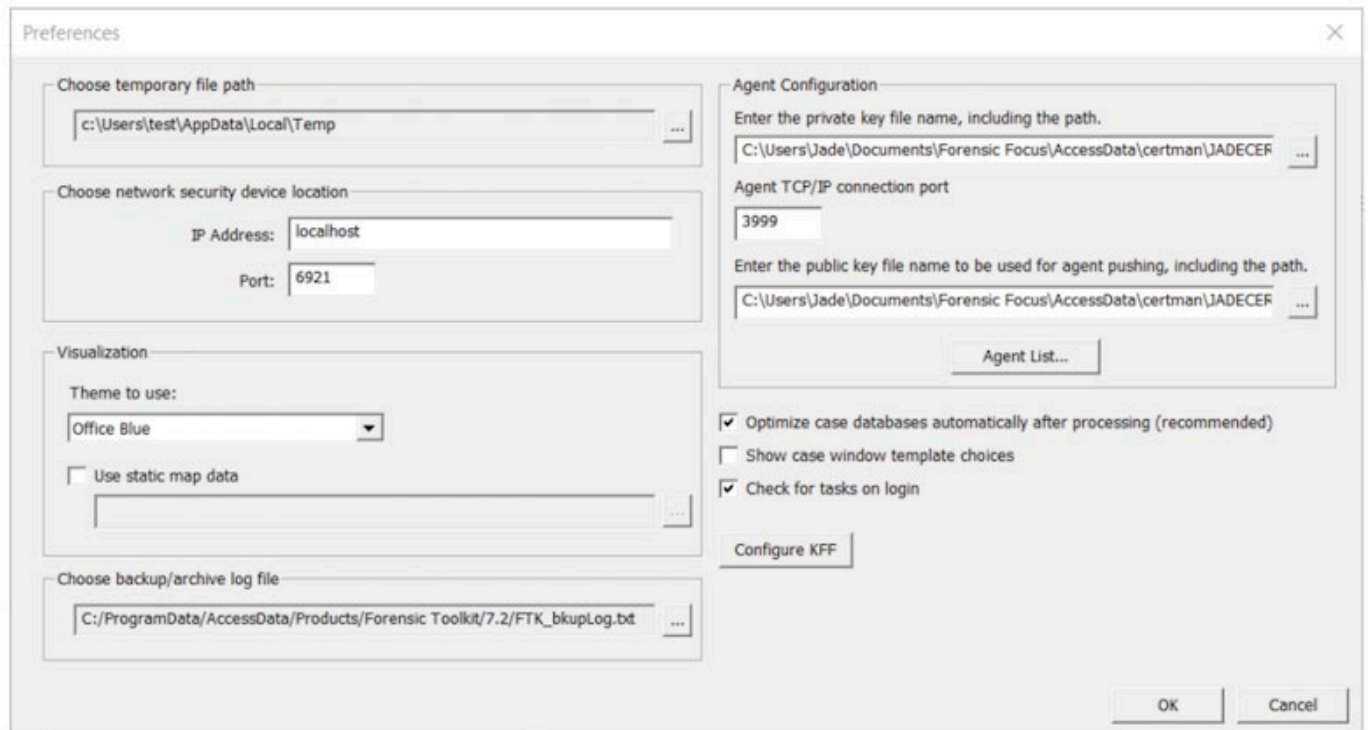 Preferences
Choose temporary file path
c:\Users\test\AppData\Local\Temp
...
Choose network security device location
IP Address: localhost
Port: 6921
Visualization
Theme to use:
Office Blue
Use static map data
...
Choose backup/archive log file
C:/ProgramData/AccessData/Products/Forensic Toolkit/7.2/FTK_bkupLog.txt
...
Agent Configuration
Enter the private key file name, including the path.
C:\Users\Jade\Documents\Forensic Focus\AccessData\certman\JADECER
...
Agent TCP/IP connection port
3999
Enter the public key file name to be used for agent pushing, including the path.
C:\Users\Jade\Documents\Forensic Focus\AccessData\certman\JADECER
...
Agent List...
Optimize case databases automatically after processing (recommended)
Show case window template choices
Check for tasks on login
Configure KFF
OK
Cancel